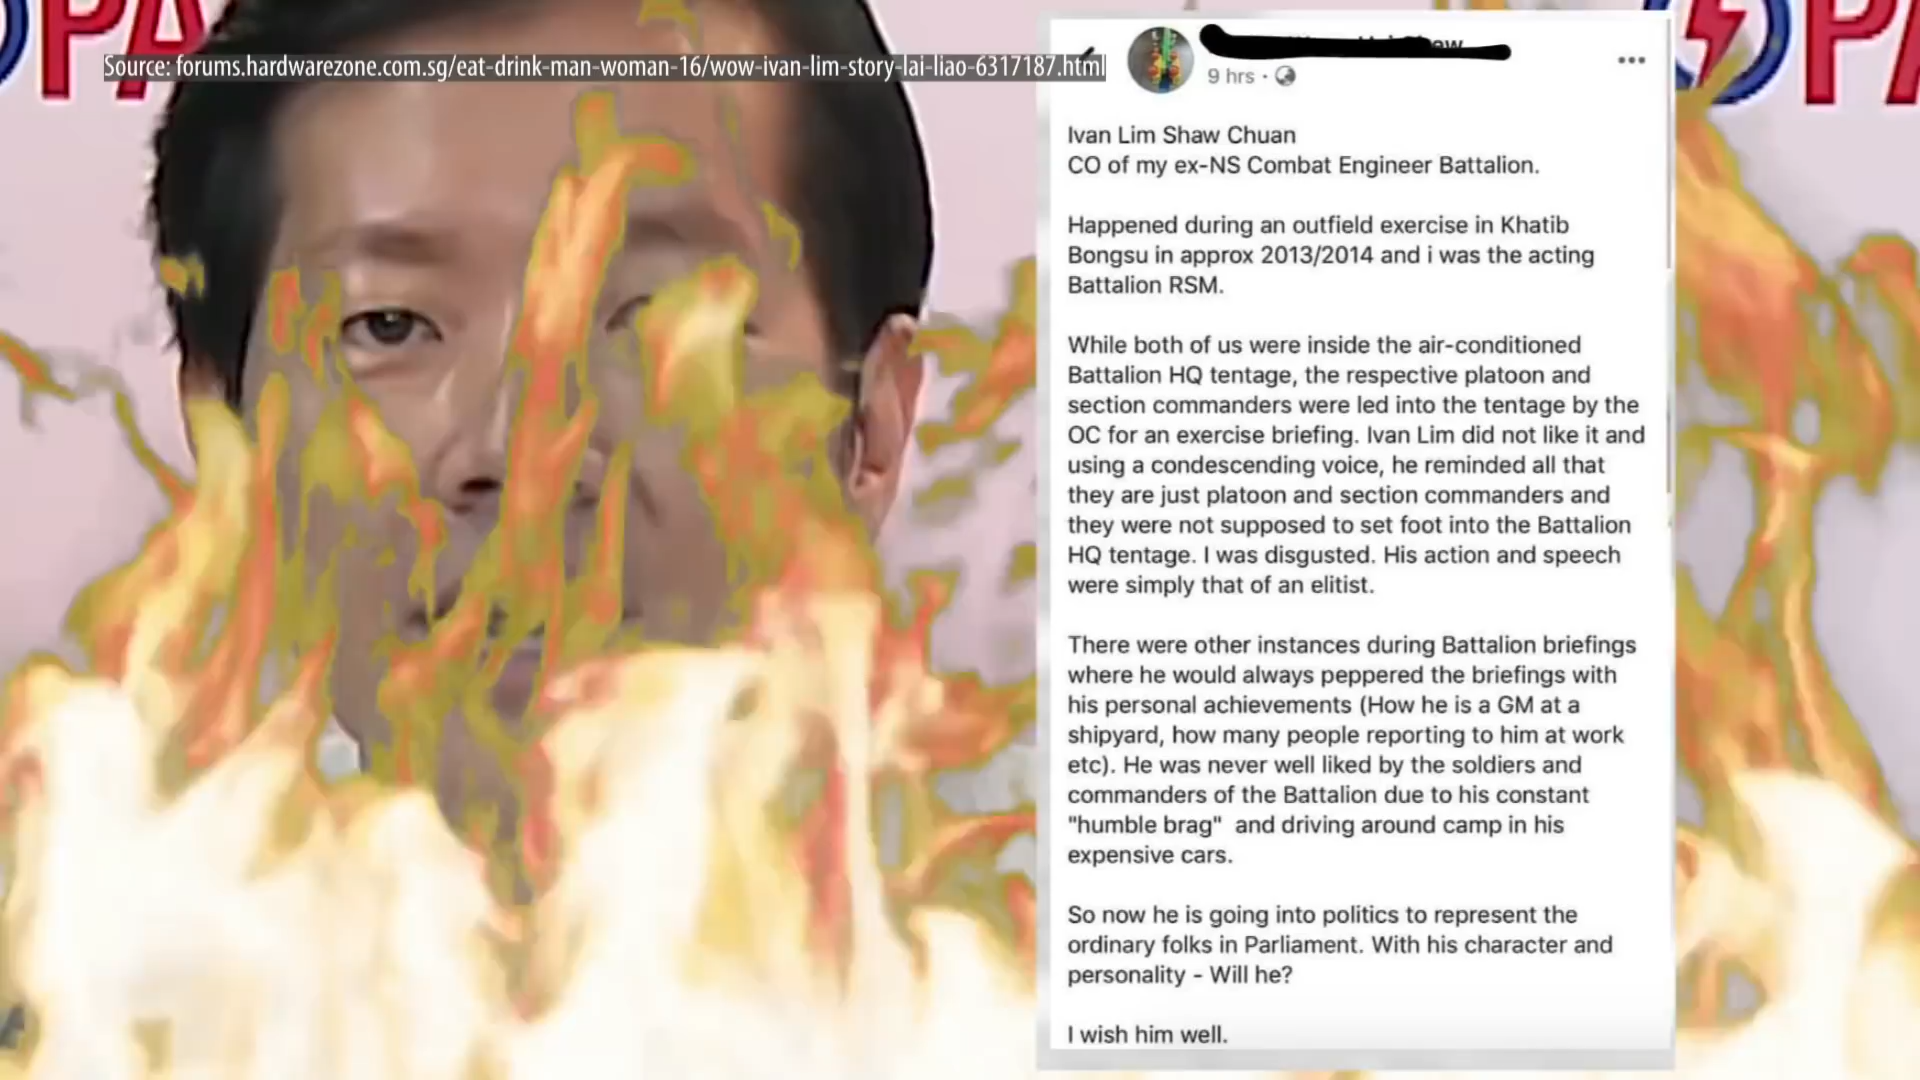 PA
Source: forums.hardwarezone.com.sg/eat-drink-man-woman-16/wow-ivan-lim-story-lai-liao-6317187.html
9 hrs ·
PA
Ivan Lim Shaw Chuan
CO of my ex-NS Combat Engineer Battalion.
Happened during an outfield exercise in Khatib
Bongsu in approx 2013/2014 and i was the acting
Battalion RSM.
While both of us were inside the air-conditioned
Battalion HQ tentage, the respective platoon and
section commanders were led into the tentage by the
OC for an exercise briefing. Ivan Lim did not like it and
using a condescending voice, he reminded all that
they are just platoon and section commanders and
they were not supposed to set foot into the Battalion
HQ tentage. I was disgusted. His action and speech
were simply that of an elitist.
There were other instances during Battalion briefings
where he would always peppered the briefings with
his personal achievements (How he is a GM at a
shipyard, how many people reporting to him at work
etc). He was never well liked by the soldiers and
commanders of the Battalion due to his constant
"humble brag"  and driving around camp in his
expensive cars.
So now he is going into politics to represent the
ordinary folks in Parliament. With his character and
personality - Will he?
I wish him well.